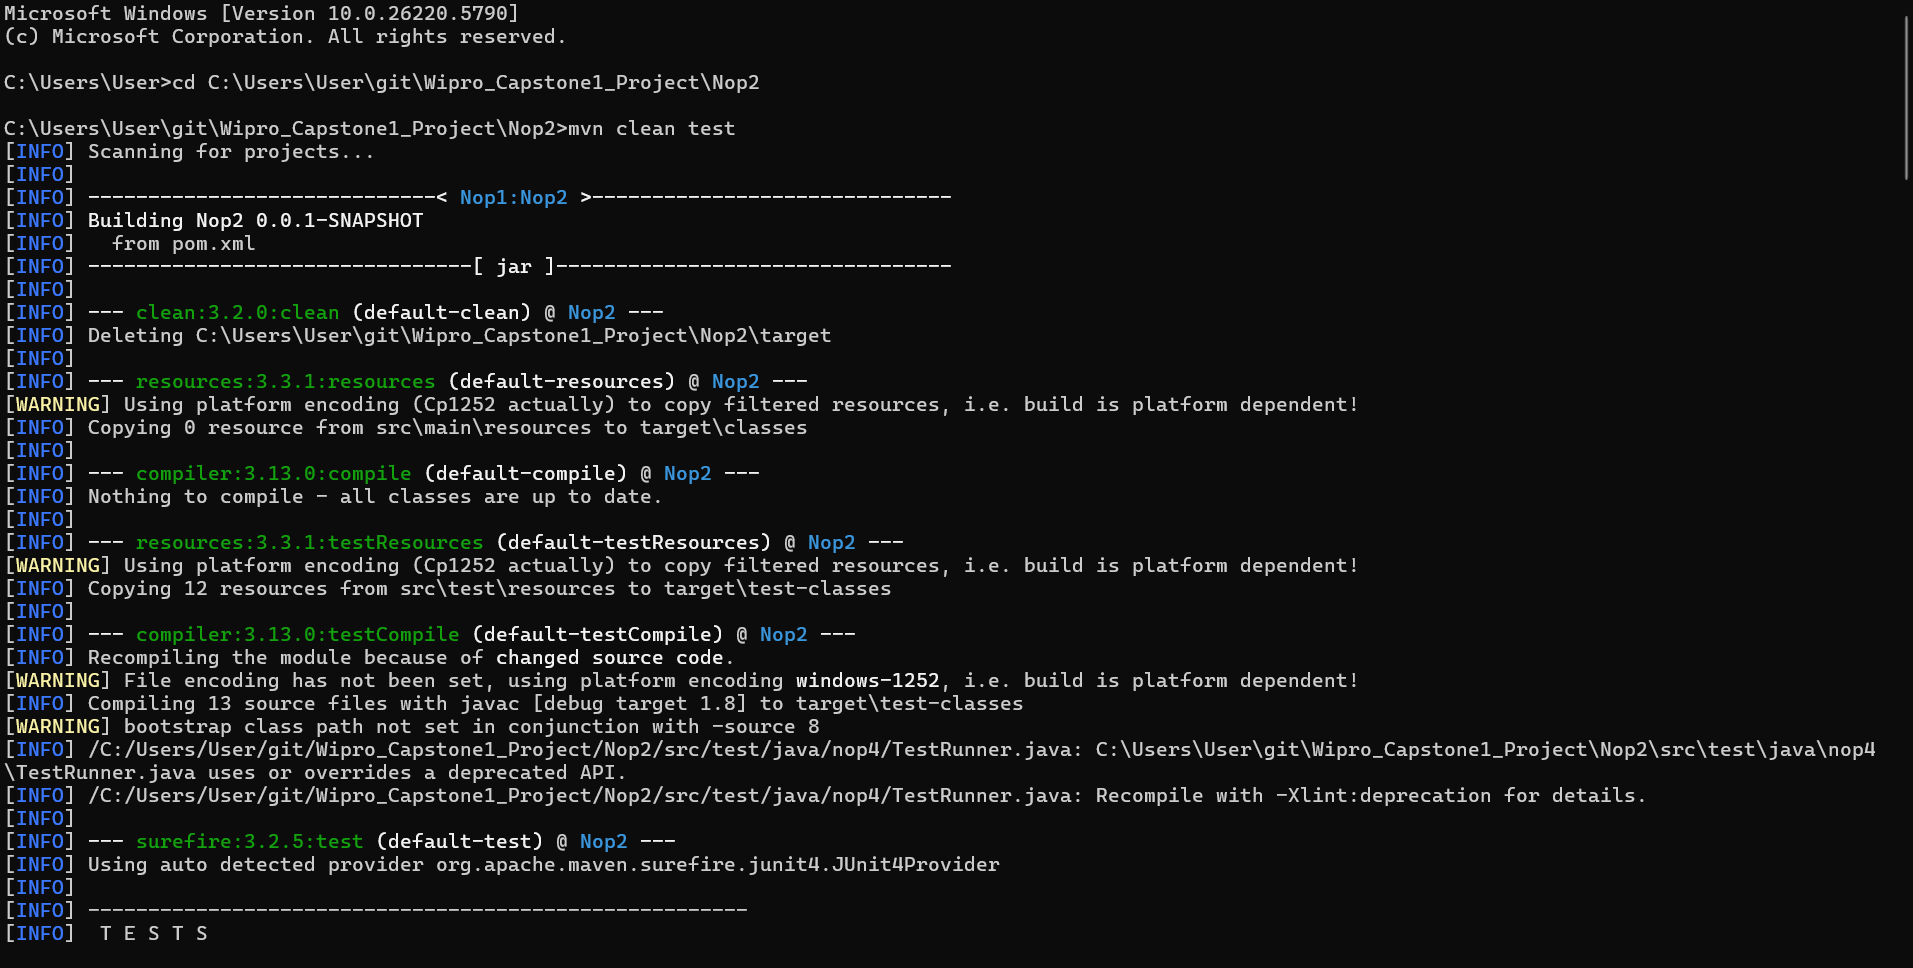 Microsoft Windows [Version 10.0.26220.5790]
(c) Microsoft Corporation. All rights reserved.
C:\Users\User>cd C:\Users\User\git\Wipro_Capstone1_Project\Nop2
C:\Users\User\git\Wipro_Capstone1_Project\Nop2>mvn clean test
[INFO] Scanning for projects...
[INFO]
[INFO] -----------------------------< Nop1:Nop2 >------------------------------
[INFO] Building Nop2 0.0.1-SNAPSHOT
[INFO]   from pom.xml
[INFO] --------------------------------[ jar ]---------------------------------
[INFO]
[INFO] --- clean:3.2.0:clean (default-clean) @ Nop2 ---
[INFO] Deleting C:\Users\User\git\Wipro_Capstone1_Project\Nop2\target
[INFO]
[INFO] --- resources:3.3.1:resources (default-resources) @ Nop2 ---
[WARNING] Using platform encoding (Cp1252 actually) to copy filtered resources, i.e. build is platform dependent!
[INFO] Copying 0 resource from src\main\resources to target\classes
[INFO]
[INFO] --- compiler:3.13.0:compile (default-compile) @ Nop2 ---
[INFO] Nothing to compile - all classes are up to date.
[INFO]
[INFO] --- resources:3.3.1:testResources (default-testResources) @ Nop2 ---
[WARNING] Using platform encoding (Cp1252 actually) to copy filtered resources, i.e. build is platform dependent!
[INFO] Copying 12 resources from src\test\resources to target\test-classes
[INFO]
[INFO] --- compiler:3.13.0:testCompile (default-testCompile) @ Nop2 ---
[INFO] Recompiling the module because of changed source code.
[WARNING] File encoding has not been set, using platform encoding windows-1252, i.e. build is platform dependent!
[INFO] Compiling 13 source files with javac [debug target 1.8] to target\test-classes
[WARNING] bootstrap class path not set in conjunction with -source 8
[INFO] /C:/Users/User/git/Wipro_Capstone1_Project/Nop2/src/test/java/nop4/TestRunner.java: C:\Users\User\git\Wipro_Capstone1_Project\Nop2\src\test\java\nop4
\TestRunner.java uses or overrides a deprecated API.
[INFO] /C:/Users/User/git/Wipro_Capstone1_Project/Nop2/src/test/java/nop4/TestRunner.java: Recompile with -Xlint:deprecation for details.
[INFO]
[INFO] --- surefire:3.2.5:test (default-test) @ Nop2 ---
[INFO] Using auto detected provider org.apache.maven.surefire.junit4.JUnit4Provider
[INFO]
[INFO] -------------------------------------------------------
[INFO]  T E S T S